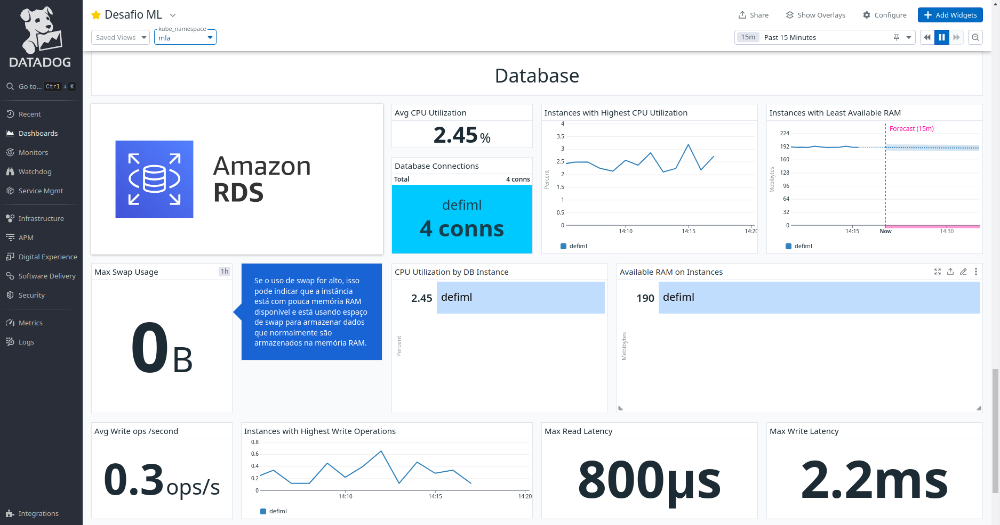 DATADOG
Go to... Ctrl + K
Recent
Dashboards
Monitors
Watchdog
Service Mgmt
Infrastructure
APM
Digital Experience
Software Delivery
Security
Metrics
Logs
Integrations
Desafio ML
Share
Show Overlays
Configure
Add Widgets
Saved Views
kube_namespace
mla
15m Past 15 Minutes
Database
Amazon
RDS
Avg CPU Utilization
2.45 %
Database Connections
Total 4 conns
defiml
4 conns
Instances with Highest CPU Utilization
Percent
4
3.5
3
2.5
2
1.5
1
0.5
0
14:10 14:15 14:20
defiml
Instances with Least Available RAM
Forecast (15m)
Mebibytes
224
192
160
128
96
64
32
0
14:15 Now 14:30
defiml
Max Swap Usage 1h
0 B
Se o uso de swap for alto, isso
pode indicar que a instância
está com pouca memória RAM
disponível e está usando espaço
de swap para armazenar dados
que normalmente são
armazenados na memória RAM.
CPU Utilization by DB Instance
2.45 defiml
Percent
Available RAM on Instances
190 defiml
Mebibytes
Avg Write ops /second
0.3 ops/s
Instances with Highest Write Operations
0.8
0.6
0.4
0.2
0
14:10 14:15 14:20
defiml
Max Read Latency
800µs
Max Write Latency
2.2ms